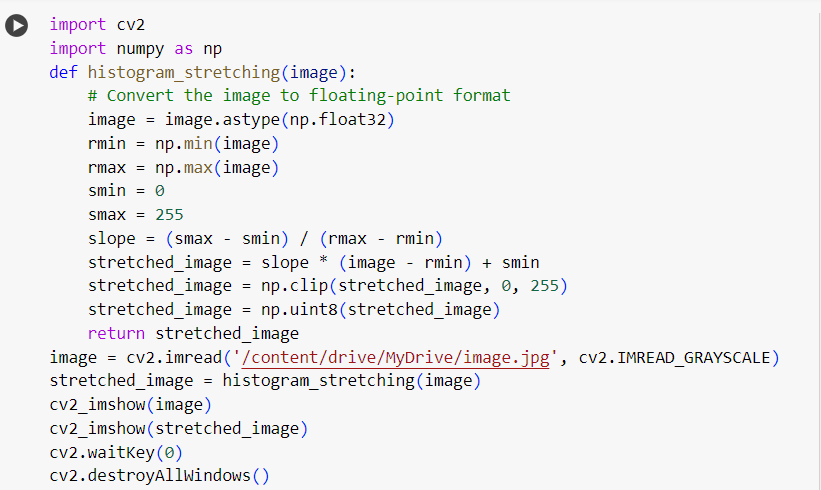 import cv2
import numpy as np
def histogram_stretching(image):
    # Convert the image to floating-point format
    image = image.astype(np.float32)
    rmin = np.min(image)
    rmax = np.max(image)
    smin = 0
    smax = 255
    slope = (smax - smin) / (rmax - rmin)
    stretched_image = slope * (image - rmin) + smin
    stretched_image = np.clip(stretched_image, 0, 255)
    stretched_image = np.uint8(stretched_image)
    return stretched_image
image = cv2.imread('/content/drive/MyDrive/image.jpg', cv2.IMREAD_GRAYSCALE)
stretched_image = histogram_stretching(image)
cv2_imshow(image)
cv2_imshow(stretched_image)
cv2.waitKey(0)
cv2.destroyAllWindows()